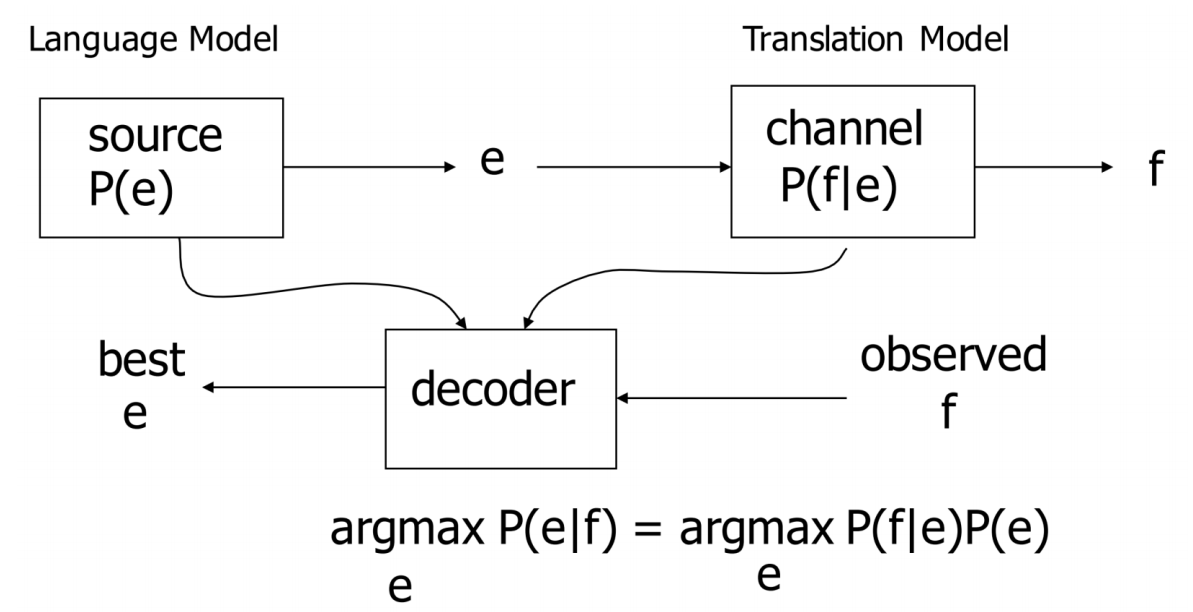 Language Model
Translation Model
source
P(e)
e
channel
P(f|e)
f
best
e
decoder
observed
f
argmax P(e|f) = argmax P(f|e)P(e)
e
e